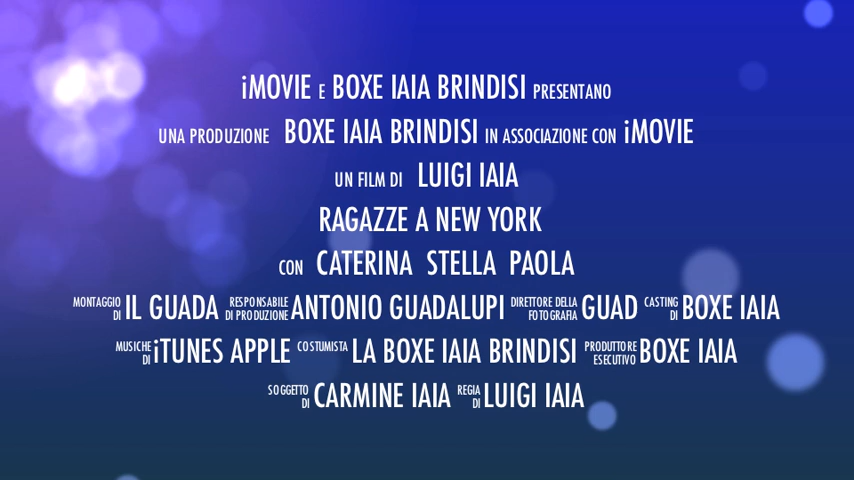 iMOVIE E BOXE IAIA BRINDISI PRESENTANO
UNA PRODUZIONE BOXE IAIA BRINDISI IN ASSOCIAZIONE CON iMOVIE
UN FILM DI LUIGI IAIA
RAGAZZE A NEW YORK
CON CATERINA STELLA PAOLA
MONTAGGIO DI IL GUADA RESPONSABILE DI PRODUZIONE ANTONIO GUADALUPI DIRETTORE DELLA FOTOGRAFIA GUAD CASTING DI BOXE IAIA
MUSICHE DI iTUNES APPLE COSTUMISTA LA BOXE IAIA BRINDISI PRODUTTORE ESECUTIVO BOXE IAIA
SOGGETTO DI CARMINE IAIA REGIA DI LUIGI IAIA